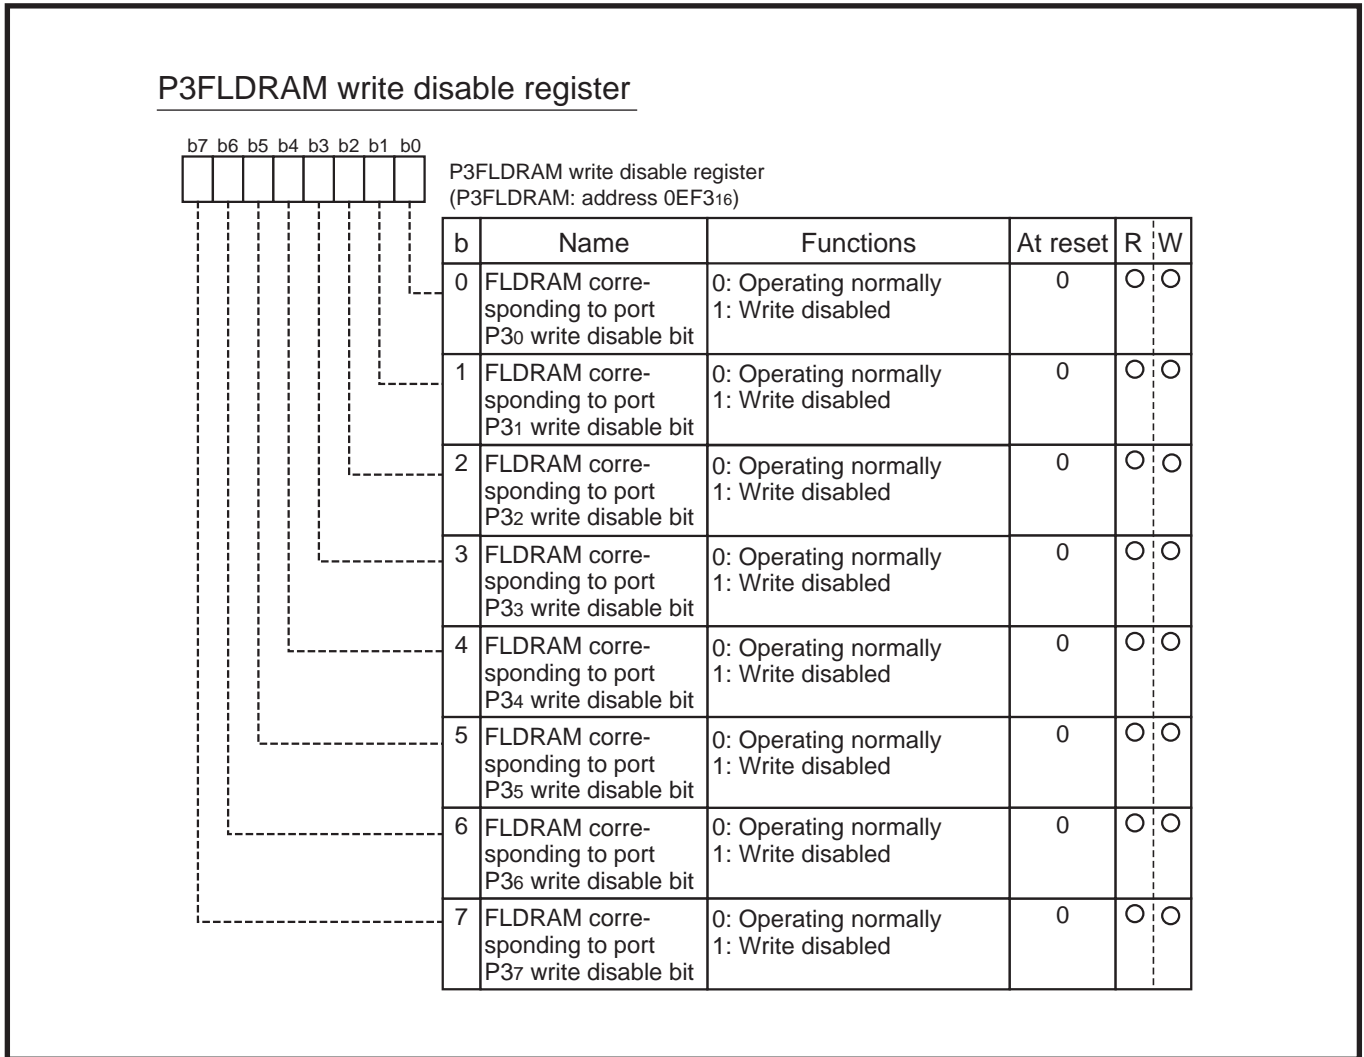 P3FLDRAM write disable register
b7 b6 b5 b4 b3 b2 b1 b0
P3FLDRAM write disable register
(P3FLDRAM: address 0EF316)
b Name Functions At reset R W
0 FLDRAM corre- 0: Operating normally 0 ○ ○
sponding to port 1: Write disabled
P30 write disable bit
1 FLDRAM corre- 0: Operating normally 0 ○ ○
sponding to port 1: Write disabled
P31 write disable bit
2 FLDRAM corre- 0: Operating normally 0 ○ ○
sponding to port 1: Write disabled
P32 write disable bit
3 FLDRAM corre- 0: Operating normally 0 ○ ○
sponding to port 1: Write disabled
P33 write disable bit
4 FLDRAM corre- 0: Operating normally 0 ○ ○
sponding to port 1: Write disabled
P34 write disable bit
5 FLDRAM corre- 0: Operating normally 0 ○ ○
sponding to port 1: Write disabled
P35 write disable bit
6 FLDRAM corre- 0: Operating normally 0 ○ ○
sponding to port 1: Write disabled
P36 write disable bit
7 FLDRAM corre- 0: Operating normally 0 ○ ○
sponding to port 1: Write disabled
P37 write disable bit